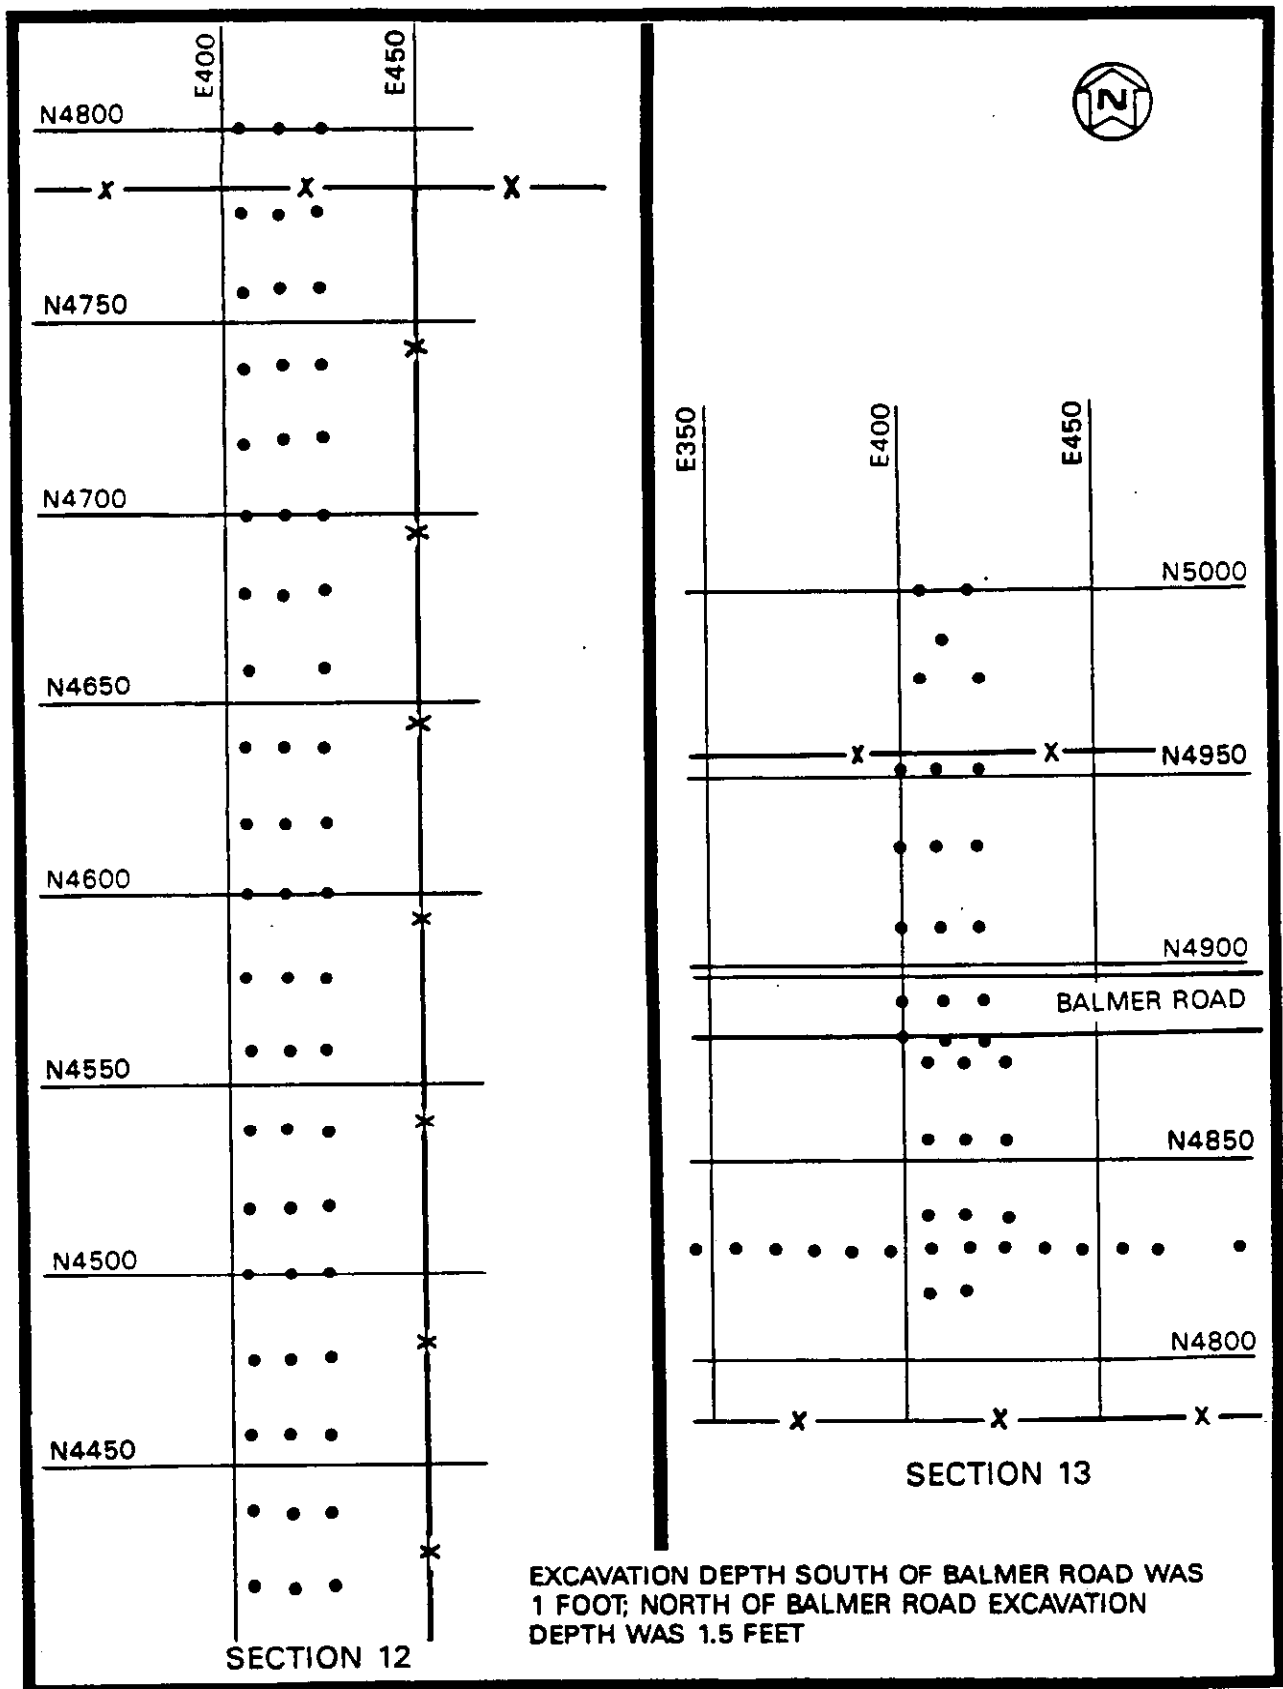 E400
E450
N4800
N4750
N4700
N4650
N4600
N4550
N4500
N4450
SECTION 12
N
E350
E400
E450
N5000
N4950
N4900
BALMER ROAD
N4850
N4800
SECTION 13
EXCAVATION DEPTH SOUTH OF BALMER ROAD WAS
1 FOOT; NORTH OF BALMER ROAD EXCAVATION
DEPTH WAS 1.5 FEET